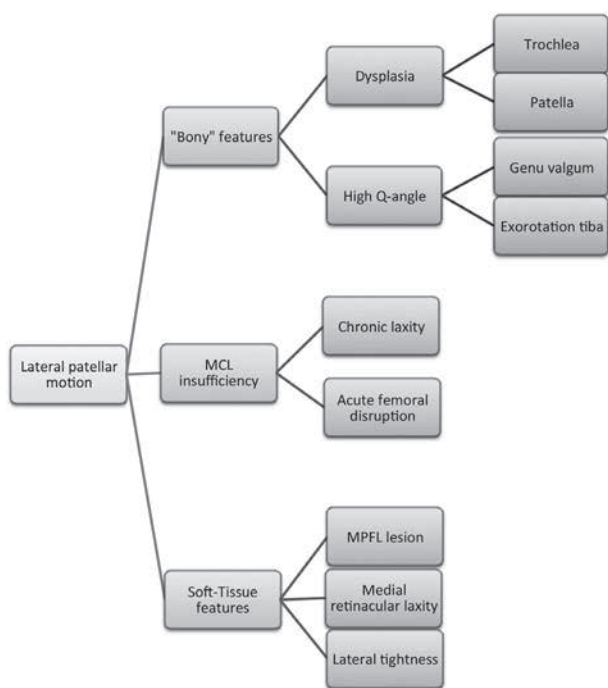 Lateral patellar
motion
"Bony" features
Dysplasia
Trochlea
Patella
High Q-angle
Genu valgum
Exorotation tiba
MCL
insufficiency
Chronic laxity
Acute femoral
disruption
Soft-Tissue
features
MPFL lesion
Medial
retinacular laxity
Lateral tightness